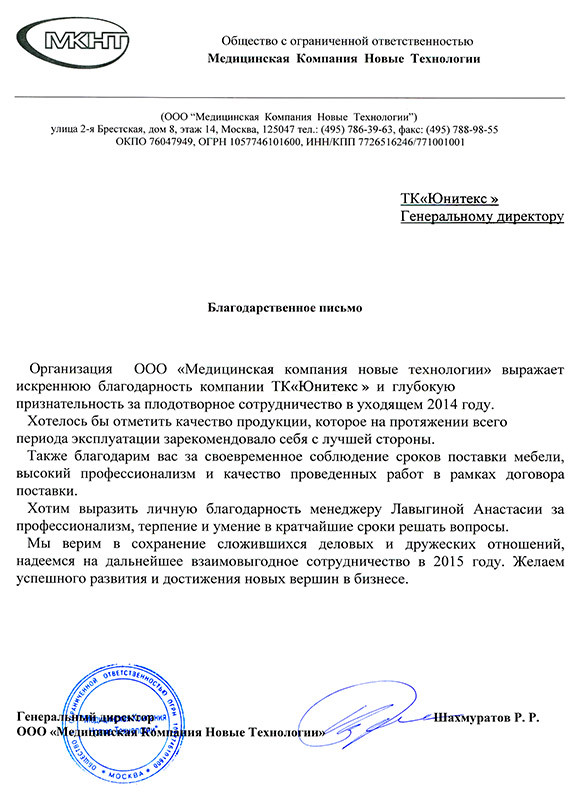 МКНТ
Общество с ограниченной ответственностью
Медицинская Компания Новые Технологии
(ООО “Медицинская Компания Новые Технологии”)
улица 2-я Брестская, дом 8, этаж 14, Москва, 125047 тел.: (495) 786-39-63, факс: (495) 788-98-55
ОКПО 76047949, ОГРН 1057746101600, ИНН/КПП 7726516246/771001001
ТК«Юнитекс »
Генеральному директору
Благодарственное письмо
Организация ООО «Медицинская компания новые технологии» выражает
искреннюю благодарность компании ТК«Юнитекс » и глубокую
признательность за плодотворное сотрудничество в уходящем 2014 году.
Хотелось бы отметить качество продукции, которое на протяжении всего
периода эксплуатации зарекомендовало себя с лучшей стороны.
Также благодарим вас за своевременное соблюдение сроков поставки мебели,
высокий профессионализм и качество проведенных работ в рамках договора
поставки.
Хотим выразить личную благодарность менеджеру Лавыгиной Анастасии за
профессионализм, терпение и умение в кратчайшие сроки решать вопросы.
Мы верим в сохранение сложившихся деловых и дружеских отношений,
надеемся на дальнейшее взаимовыгодное сотрудничество в 2015 году. Желаем
успешного развития и достижения новых вершин в бизнесе.
Генеральный директор
Шахмуратов Р. Р.
ООО «Медицинская Компания Новые Технологии»
МОСКВА